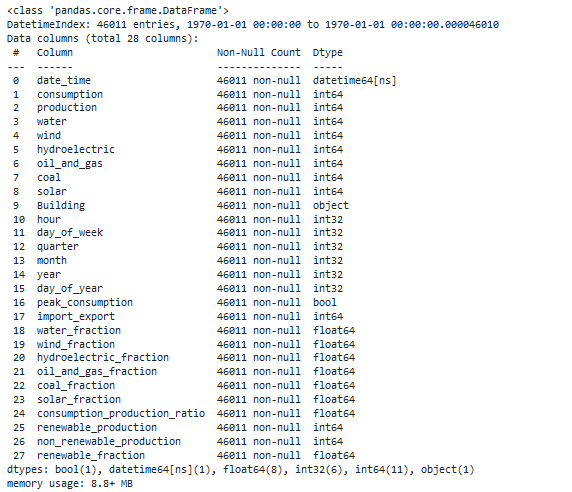 <class 'pandas.core.frame.DataFrame'>
DatetimeIndex: 46011 entries, 1970-01-01 00:00:00 to 1970-01-01 00:00:00.000046010
Data columns (total 28 columns):
 #   Column                        Non-Null Count  Dtype
---  ------                        --------------  -----
 0   date_time                     46011 non-null  datetime64[ns]
 1   consumption                   46011 non-null  int64
 2   production                    46011 non-null  int64
 3   water                         46011 non-null  int64
 4   wind                          46011 non-null  int64
 5   hydroelectric                 46011 non-null  int64
 6   oil_and_gas                   46011 non-null  int64
 7   coal                          46011 non-null  int64
 8   solar                         46011 non-null  int64
 9   Building                      46011 non-null  object
 10  hour                          46011 non-null  int32
 11  day_of_week                   46011 non-null  int32
 12  quarter                       46011 non-null  int32
 13  month                         46011 non-null  int32
 14  year                          46011 non-null  int32
 15  day_of_year                   46011 non-null  int32
 16  peak_consumption              46011 non-null  bool
 17  import_export                 46011 non-null  int64
 18  water_fraction                46011 non-null  float64
 19  wind_fraction                 46011 non-null  float64
 20  hydroelectric_fraction        46011 non-null  float64
 21  oil_and_gas_fraction          46011 non-null  float64
 22  coal_fraction                 46011 non-null  float64
 23  solar_fraction                46011 non-null  float64
 24  consumption_production_ratio  46011 non-null  float64
 25  renewable_production          46011 non-null  int64
 26  non_renewable_production      46011 non-null  int64
 27  renewable_fraction            46011 non-null  float64
dtypes: bool(1), datetime64[ns](1), float64(8), int32(6), int64(11), object(1)
memory usage: 8.8+ MB